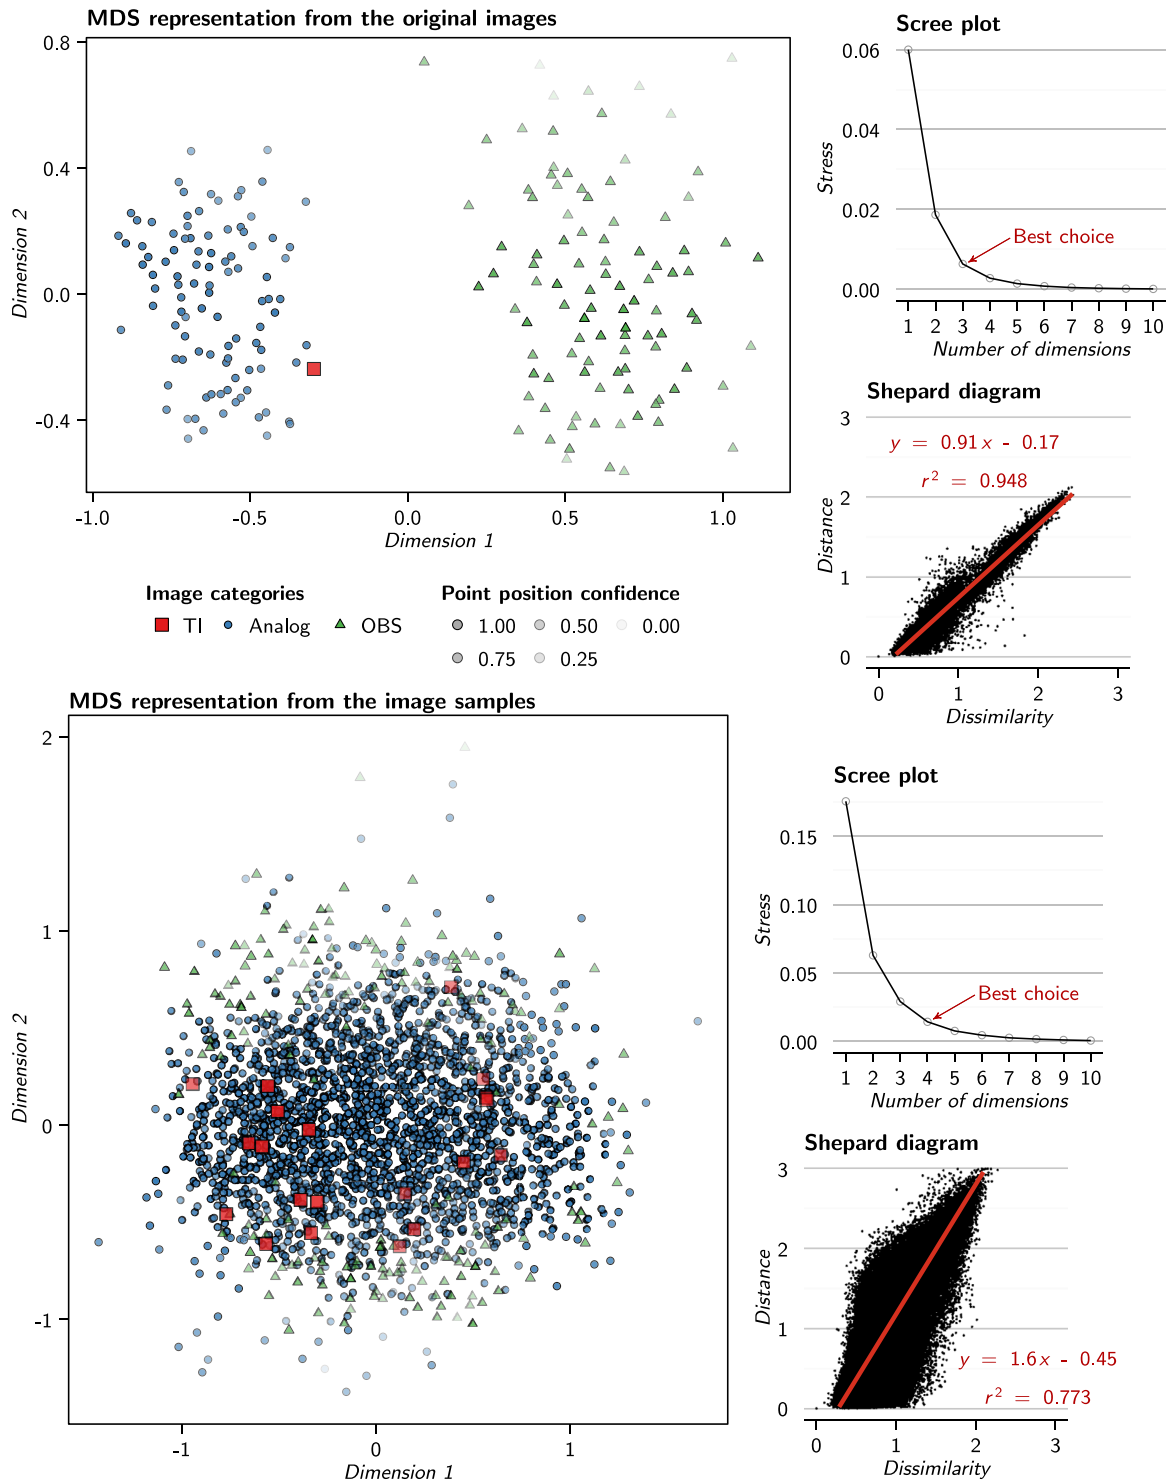 MDS representation from the original images
0.8
0.4
0.0
-0.4
Dimension 2
-1.0 -0.5 0.0 0.5 1.0
Dimension 1
Scree plot
0.06
0.04
0.02
0.00
Stress
Best choice
1 2 3 4 5 6 7 8 9 10
Number of dimensions
Shepard diagram
3
2
1
0
Distance
y = 0.91x - 0.17
r² = 0.948
0 1 2 3
Dissimilarity
Image categories
TI Analog OBS
Point position confidence
1.00 0.50 0.00
0.75 0.25
MDS representation from the image samples
2
1
0
-1
Dimension 2
-1 0 1
Dimension 1
Scree plot
0.15
0.10
0.05
0.00
Stress
Best choice
1 2 3 4 5 6 7 8 9 10
Number of dimensions
Shepard diagram
3
2
1
0
Distance
y = 1.6x - 0.45
r² = 0.773
0 1 2 3
Dissimilarity